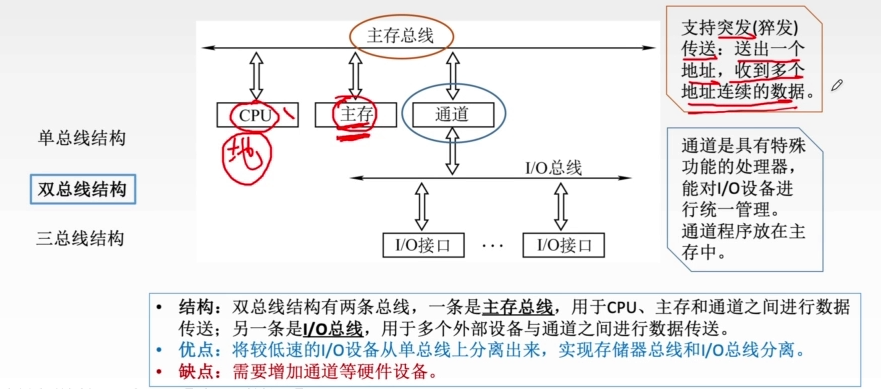 单总线结构
双总线结构
三总线结构
主存总线
CPU
主存
通道
地
I/O总线
I/O接口
...
I/O接口
支持突发(猝发)
传送：送出一个
地址，收到多个
地址连续的数据。
通道是具有特殊
功能的处理器，
能对I/O设备进
行统一管理。
通道程序放在主
存中。
• 结构：双总线结构有两条总线，一条是主存总线，用于CPU、主存和通道之间进行数据
传送；另一条是I/O总线，用于多个外部设备与通道之间进行数据传送。
• 优点：将较低速的I/O设备从单总线上分离出来，实现存储器总线和I/O总线分离。
• 缺点：需要增加通道等硬件设备。